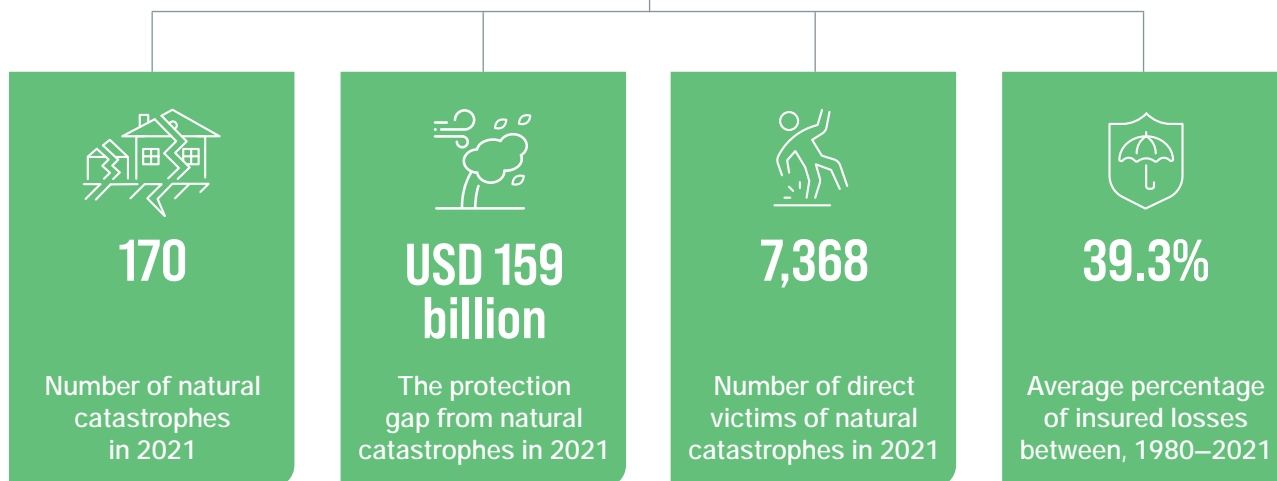 170
Number of natural
catastrophes
in 2021
USD 159
billion
The protection
gap from natural
catastrophes in 2021
7,368
Number of direct
victims of natural
catastrophes in 2021
39.3%
Average percentage
of insured losses
between, 1980–2021